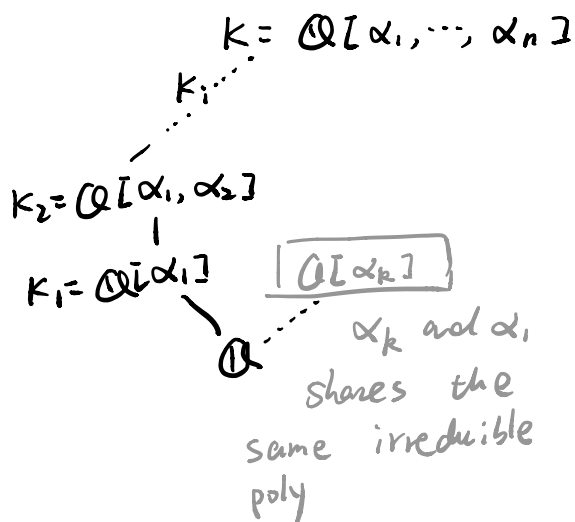 K = ℚ[α₁, ⋯, αₙ]
Kᵢ
K₂ = ℚ[α₁, α₂]
K₁ = ℚ[α₁]
ℚ[αₖ]
ℚ
αₖ and α₁
shares the
same irreducible
poly